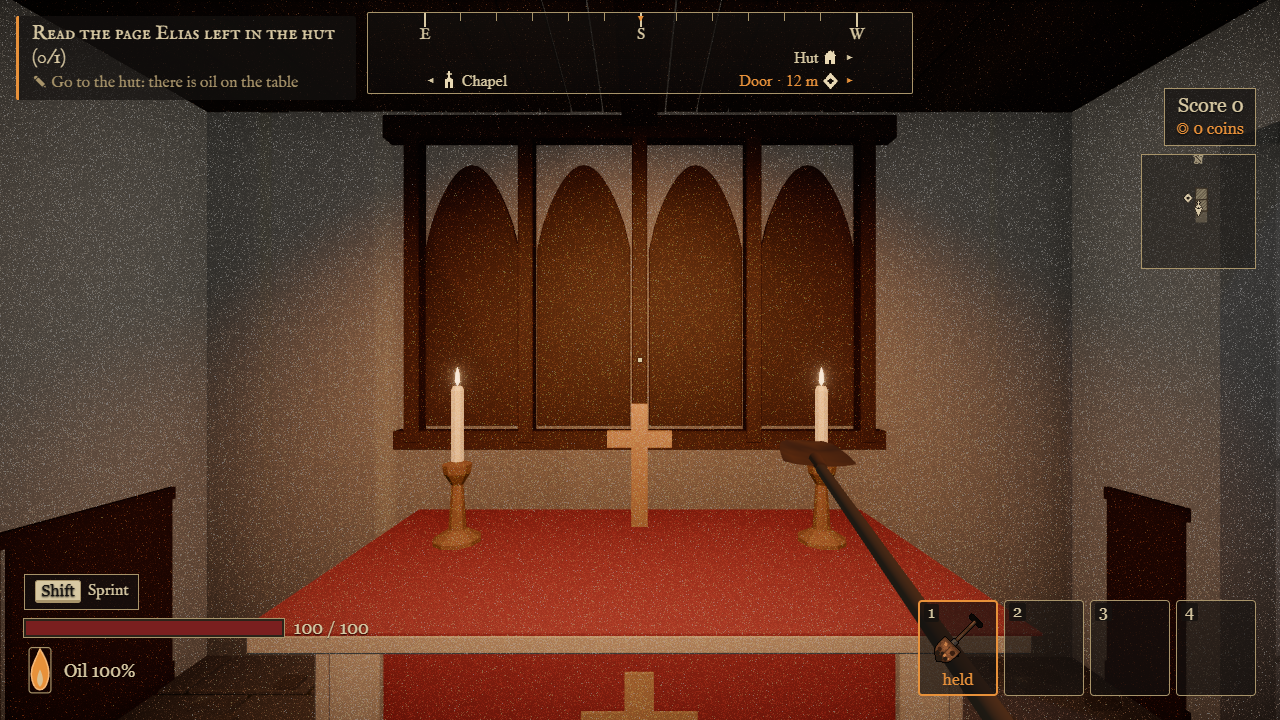 Read the page Elias left in the hut
(0/1)
Go to the hut: there is oil on the table
E S W
Hut
Chapel Door · 12 m
Score 0
0 coins
N
Shift Sprint
100 / 100
Oil 100%
1 2 3 4
held